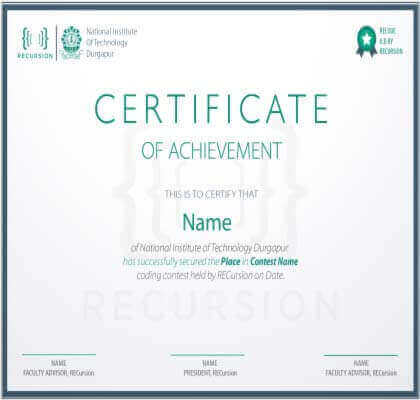 RECURSION
National Institute
Of Technology
Durgapur
RECURSION
CERTIFICATE
OF ACHIEVEMENT
THIS IS TO CERTIFY THAT
Name
of National Institute of Technology Durgapur
has successfully secured the Place in Contest Name
coding contest held by RECursion on Date.
RECURSION
NAME
FACULTY ADVISOR, RECursion
NAME
PRESIDENT, RECursion
NAME
FACULTY ADVISOR, RECursion